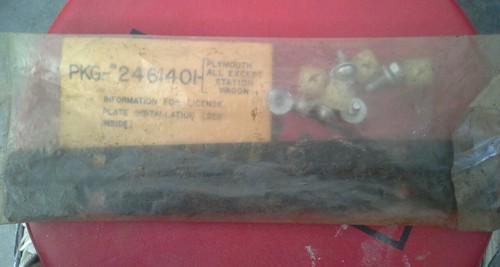 PKG-#2461401
PLYMOUTH
ALL EXCEPT
STATION
WAGON
INFORMATION FOR LICENSE
PLATE INSTALLATION (SEE
INSIDE)